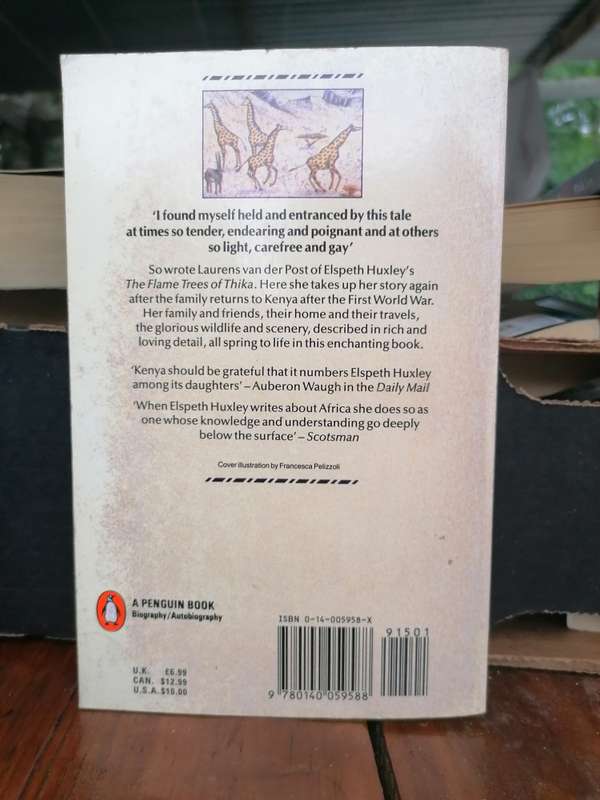 'I found myself held and entranced by this tale
at times so tender, endearing and poignant and at others
so light, carefree and gay'
So wrote Laurens van der Post of Elspeth Huxley's
The Flame Trees of Thika. Here she takes up her story again
after the family returns to Kenya after the First World War.
Her family and friends, their home and their travels,
the glorious wildlife and scenery, described in rich and
loving detail, all spring to life in this enchanting book.
'Kenya should be grateful that it numbers Elspeth Huxley
among its daughters' – Auberon Waugh in the Daily Mail
'When Elspeth Huxley writes about Africa she does so as
one whose knowledge and understanding go deeply
below the surface' – Scotsman
Cover illustration by Francesca Pelizzoli
A PENGUIN BOOK
Biography/Autobiography
U.K. £6.99
CAN. $12.99
U.S.A. $10.00
ISBN 0-14-005958-X
91501
9 780140 059588